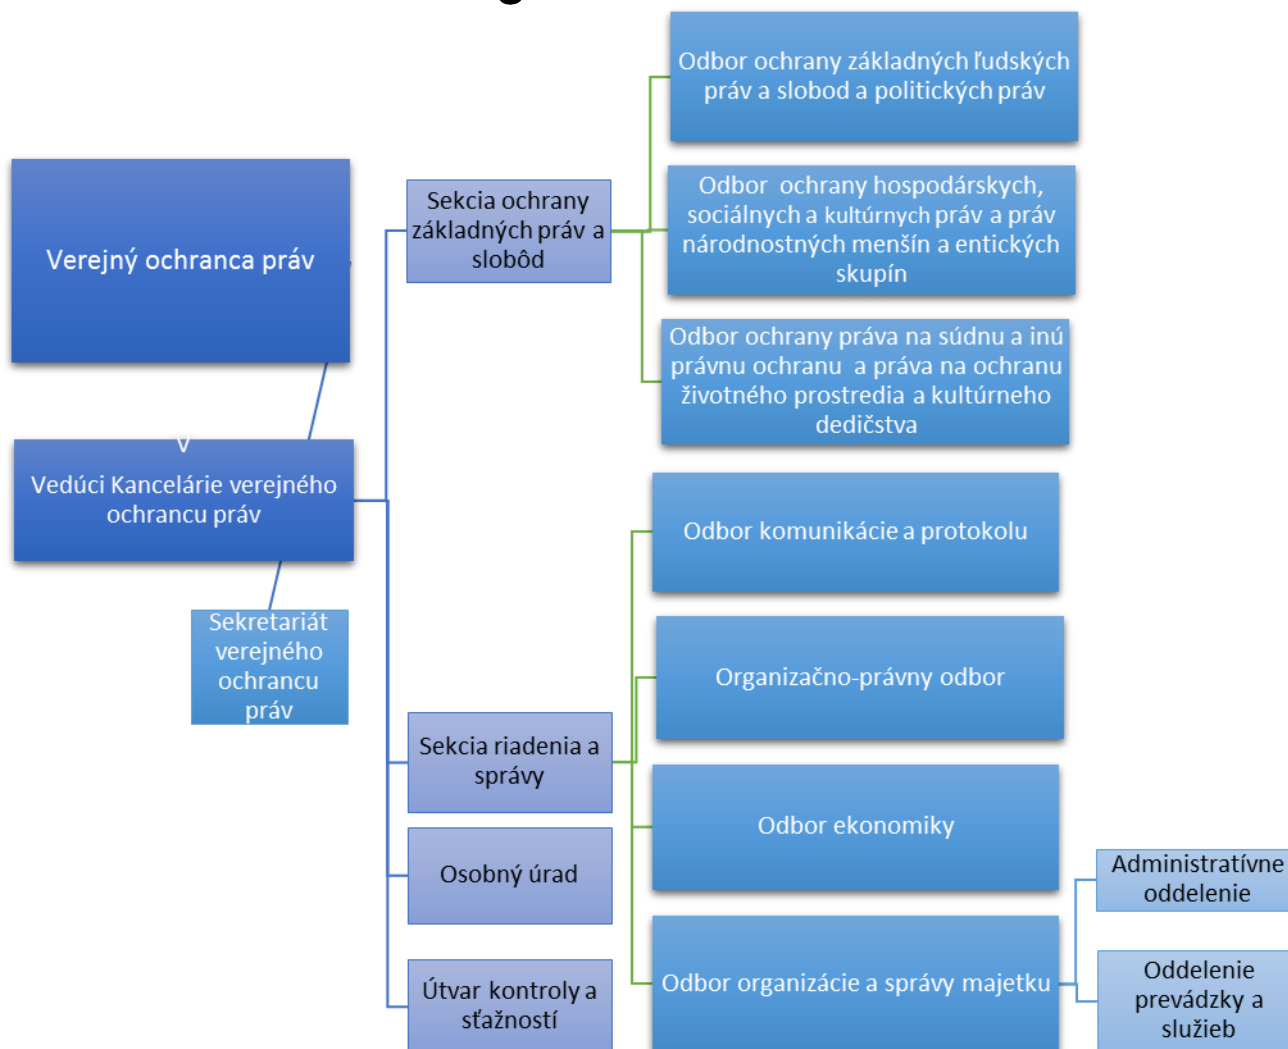 g
Verejný ochranca práv
V
Vedúci Kancelárie verejného
ochrancu práv
Sekretariát
verejného
ochrancu
práv
Sekcia ochrany
základných práv a
slobôd
Odbor ochrany základných ľudských
práv a slobod a politických práv
Odbor ochrany hospodárskych,
sociálnych a kultúrnych práv a práv
národnostných menšín a entických
skupín
Odbor ochrany práva na súdnu a inú
právnu ochranu a práva na ochranu
životného prostredia a kultúrneho
dedičstva
Sekcia riadenia a
správy
Odbor komunikácie a protokolu
Organizačno-právny odbor
Odbor ekonomiky
Odbor organizácie a správy majetku
Administratívne
oddelenie
Oddelenie
prevádzky a
služieb
Osobný úrad
Útvar kontroly a
sťažností